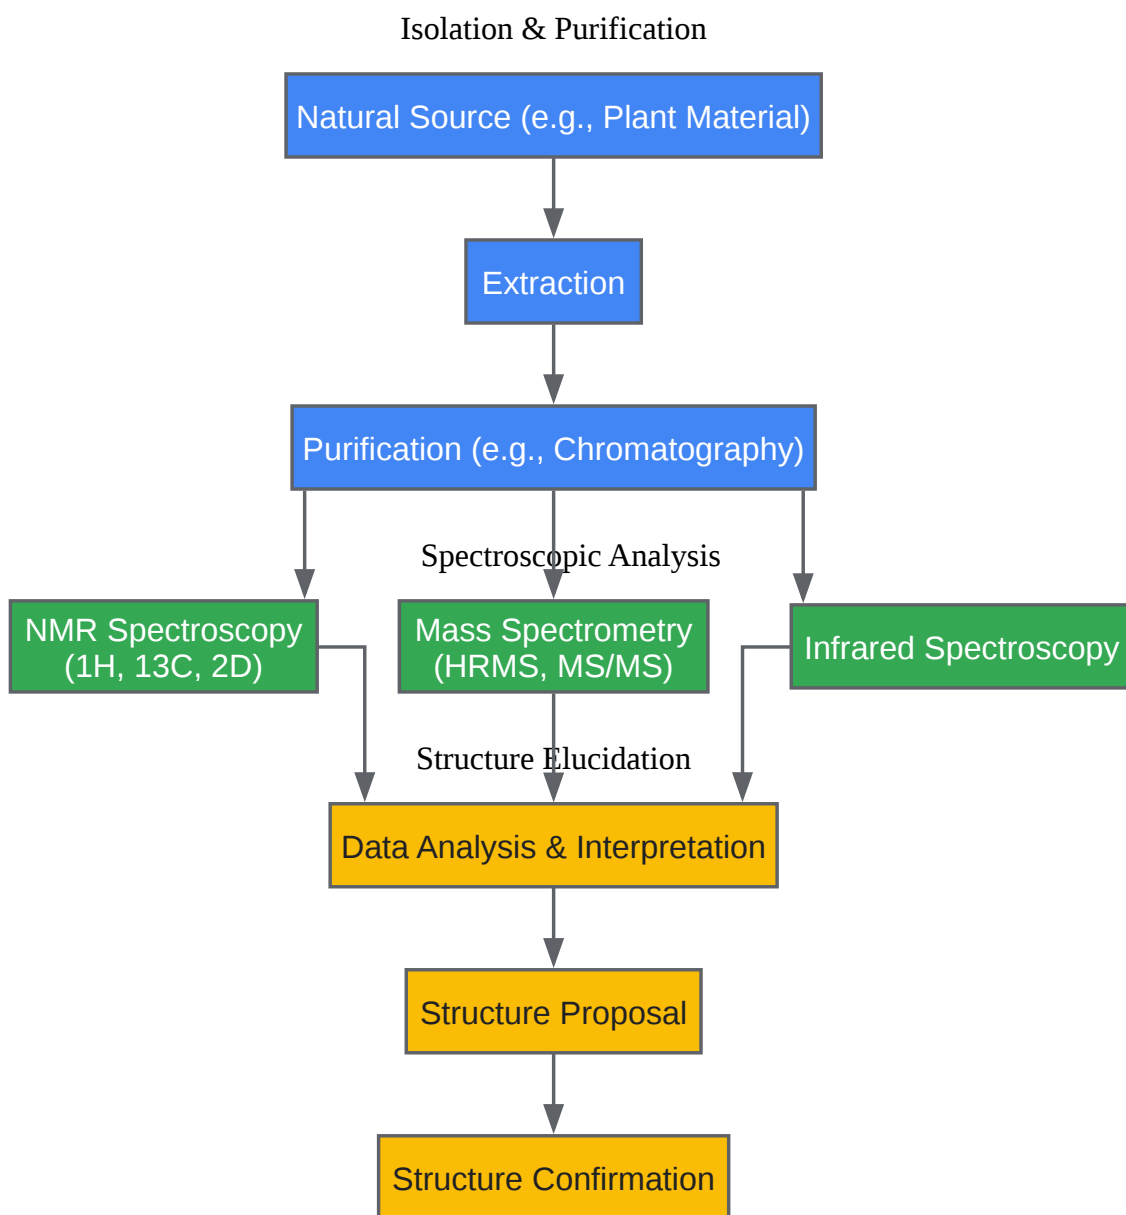 Isolation & Purification
Natural Source (e.g., Plant Material)
Extraction
Purification (e.g., Chromatography)
Spectroscopic Analysis
NMR Spectroscopy
(1H, 13C, 2D)
Mass Spectrometry
(HRMS, MS/MS)
Infrared Spectroscopy
Structure Elucidation
Data Analysis & Interpretation
Structure Proposal
Structure Confirmation